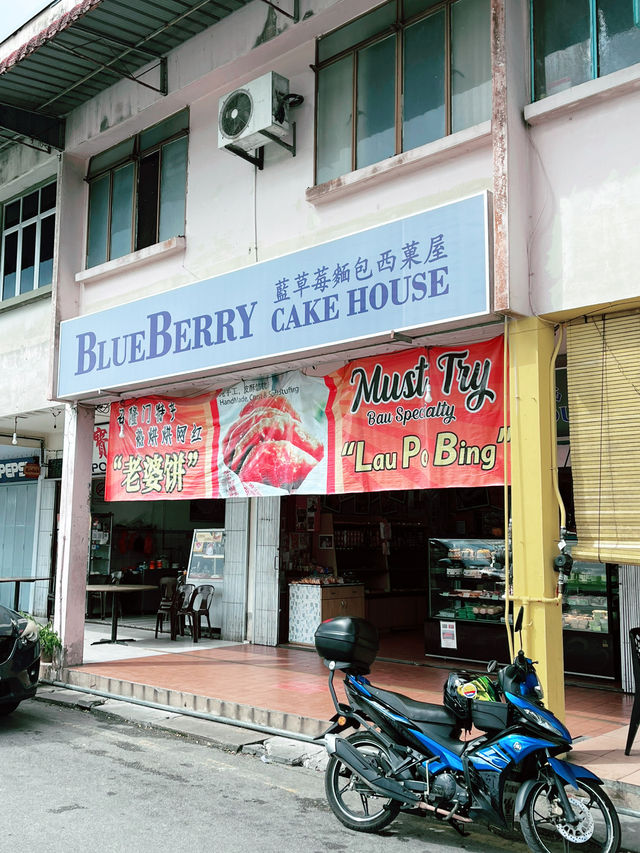 藍草莓麵包西菓屋
BLUEBERRY CAKE HOUSE
Handmade,
Must Try
Bau Specialty
"Lau Po Bing"
"老婆饼"
PEPS